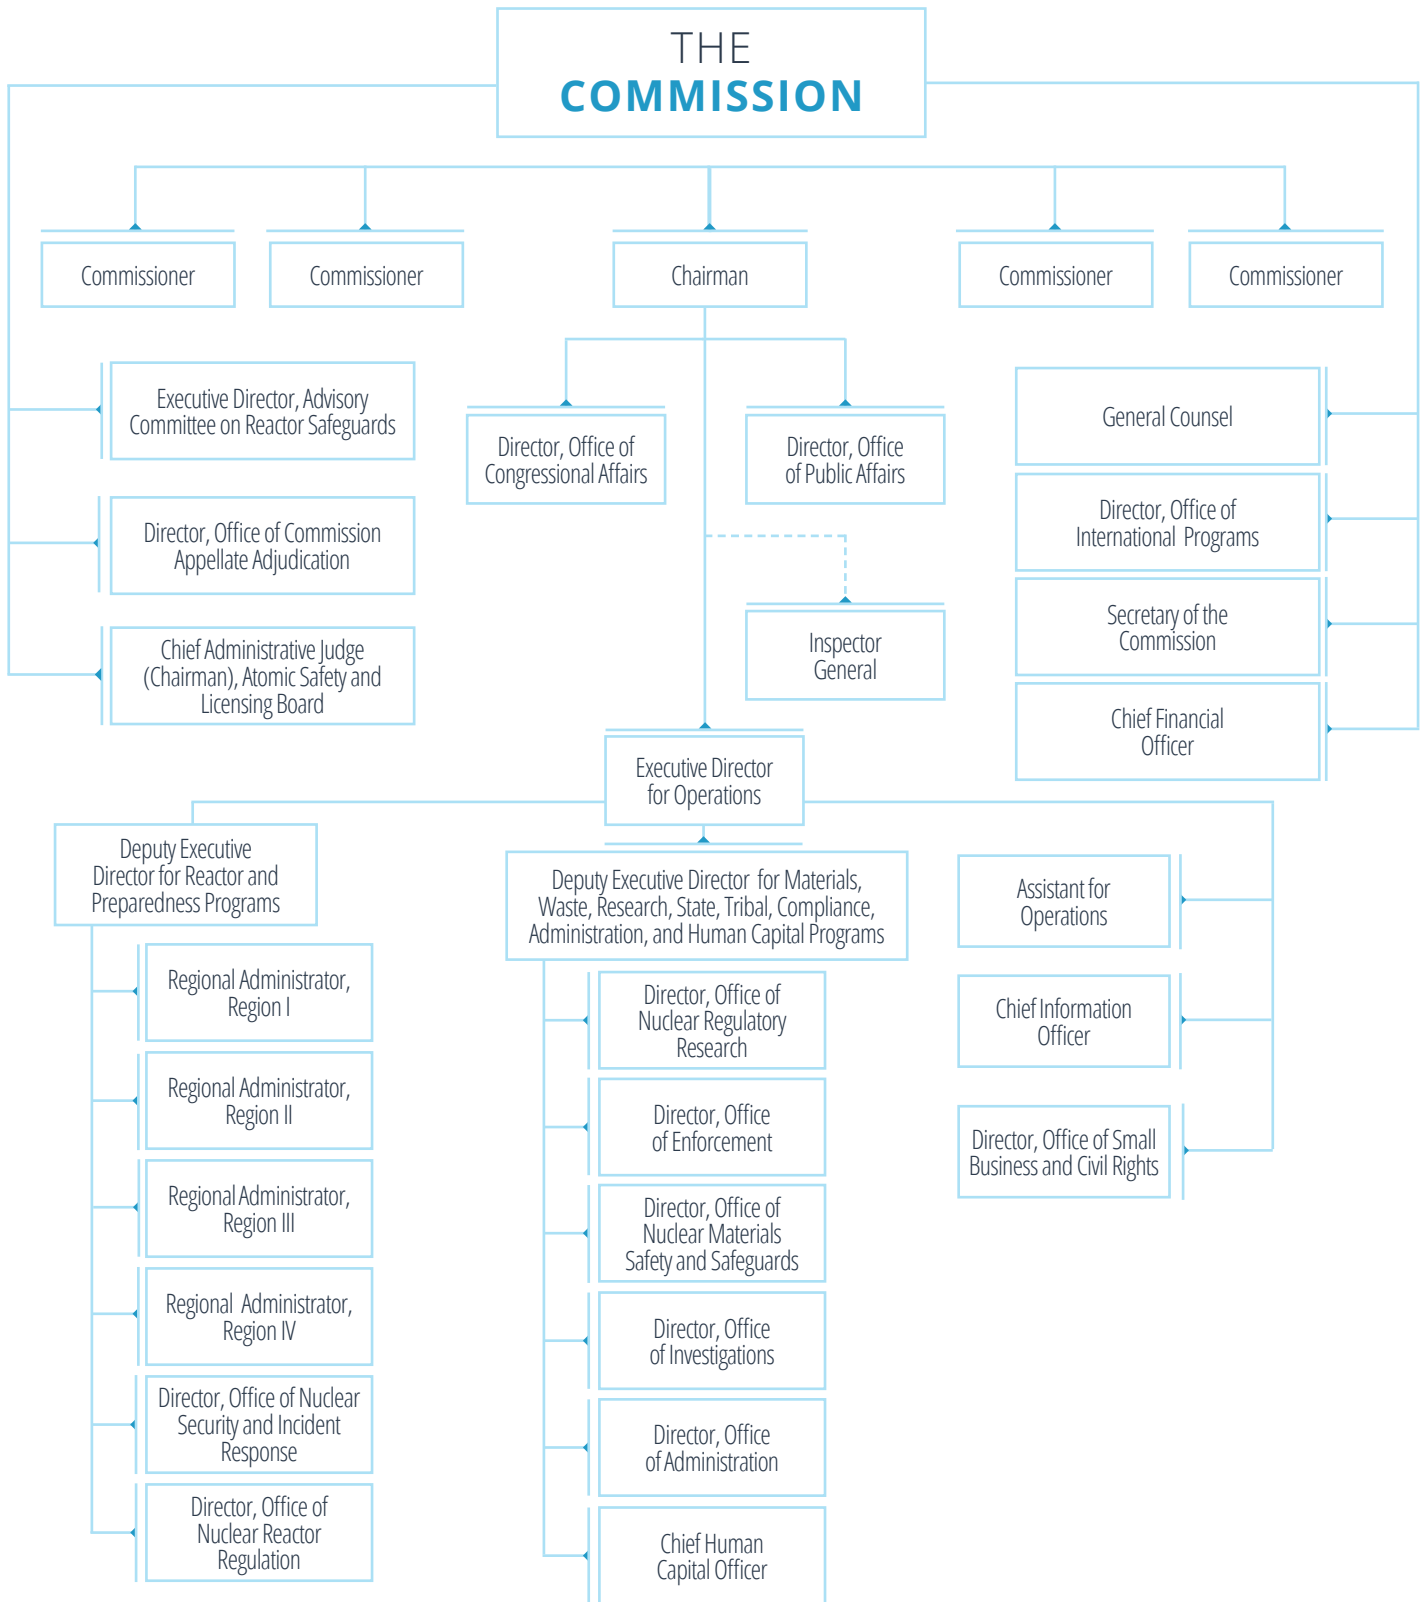 THE
COMMISSION
Commissioner
Commissioner
Chairman
Commissioner
Commissioner
Executive Director, Advisory
Committee on Reactor Safeguards
Director, Office of Commission
Appellate Adjudication
Chief Administrative Judge
(Chairman), Atomic Safety and
Licensing Board
Director, Office of
Congressional Affairs
Director, Office
of Public Affairs
Inspector
General
General Counsel
Director, Office of
International Programs
Secretary of the
Commission
Chief Financial
Officer
Executive Director
for Operations
Deputy Executive
Director for Reactor and
Preparedness Programs
Regional Administrator,
Region I
Regional Administrator,
Region II
Regional Administrator,
Region III
Regional Administrator,
Region IV
Director, Office of Nuclear
Security and Incident
Response
Director, Office of
Nuclear Reactor
Regulation
Deputy Executive Director for Materials,
Waste, Research, State, Tribal, Compliance,
Administration, and Human Capital Programs
Director, Office of
Nuclear Regulatory
Research
Director, Office
of Enforcement
Director, Office of
Nuclear Materials
Safety and Safeguards
Director, Office
of Investigations
Director, Office
of Administration
Chief Human
Capital Officer
Assistant for
Operations
Chief Information
Officer
Director, Office of Small
Business and Civil Rights